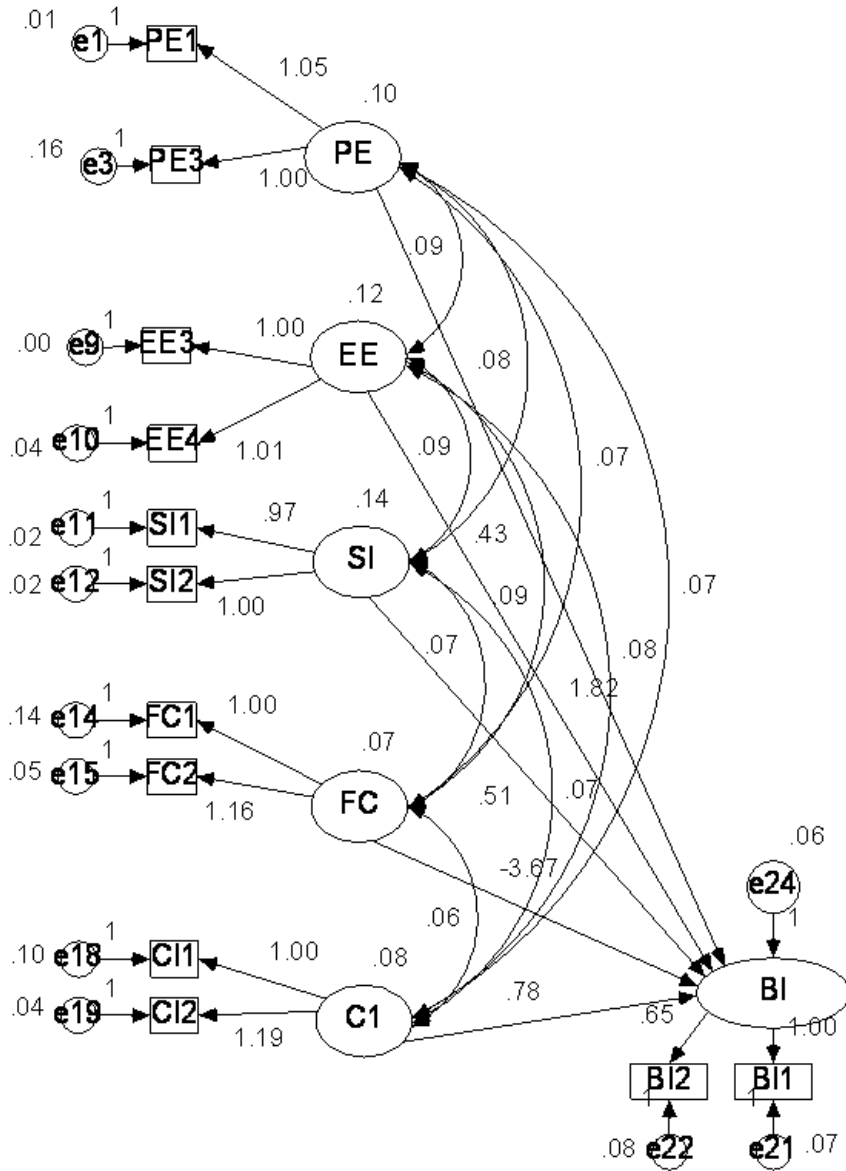 .01 1
e1 PE1
1.05
.10
.16 1
e3 PE3 PE
1.00
.09
.12
1 1.00
.00 e9 EE3 EE
.08
1
.04 e10 EE4 1.01 .09 .07
1 .14
.02 e11 SI1 .97
.43
1 SI
.02 e12 SI2 1.00 .09 .07
.07 .08
1.82
1 1.00
.14 e14 FC1
1 .07
.05 e15 FC2 FC
1.16 .51 .07
.06
-3.67
e24
.06 1
1 1.00 .08
.10 e18 CI1
1 .78 BI
.04 e19 CI2 C1 .65 1.00
1.19
BI2 BI1
1 1
.08 e22 e21 .07